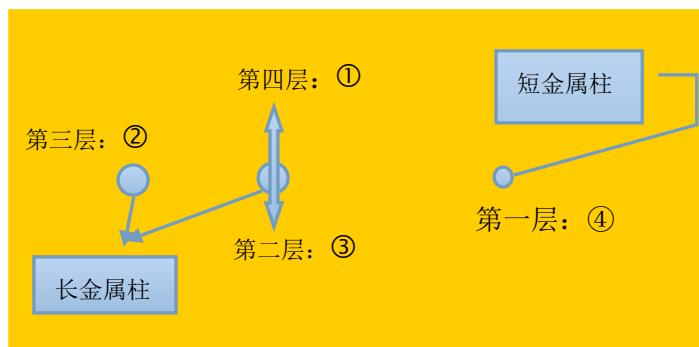 第四层：①
短金属柱
第三层：②
第一层：④
第二层：③
长金属柱